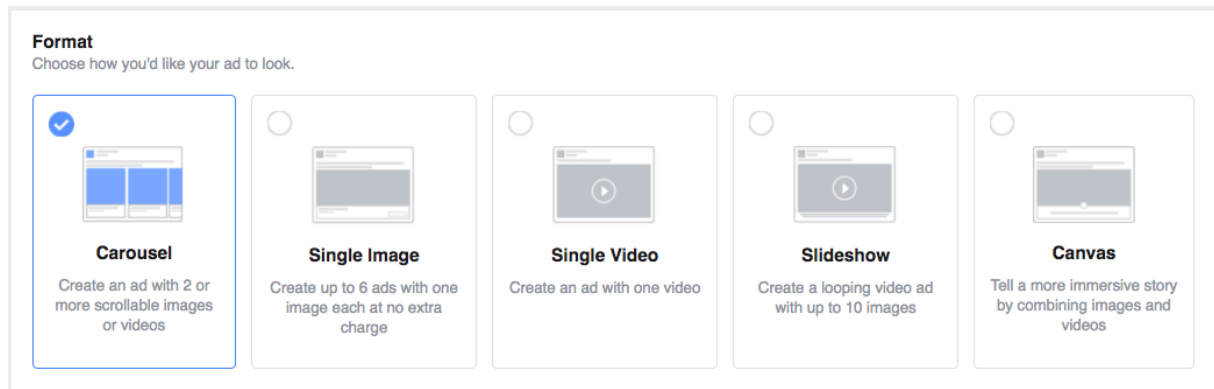 Format
Choose how you'd like your ad to look.
Carousel
Create an ad with 2 or
more scrollable images
or videos
Single Image
Create up to 6 ads with one
image each at no extra
charge
Single Video
Create an ad with one video
Slideshow
Create a looping video ad
with up to 10 images
Canvas
Tell a more immersive story
by combining images and
videos